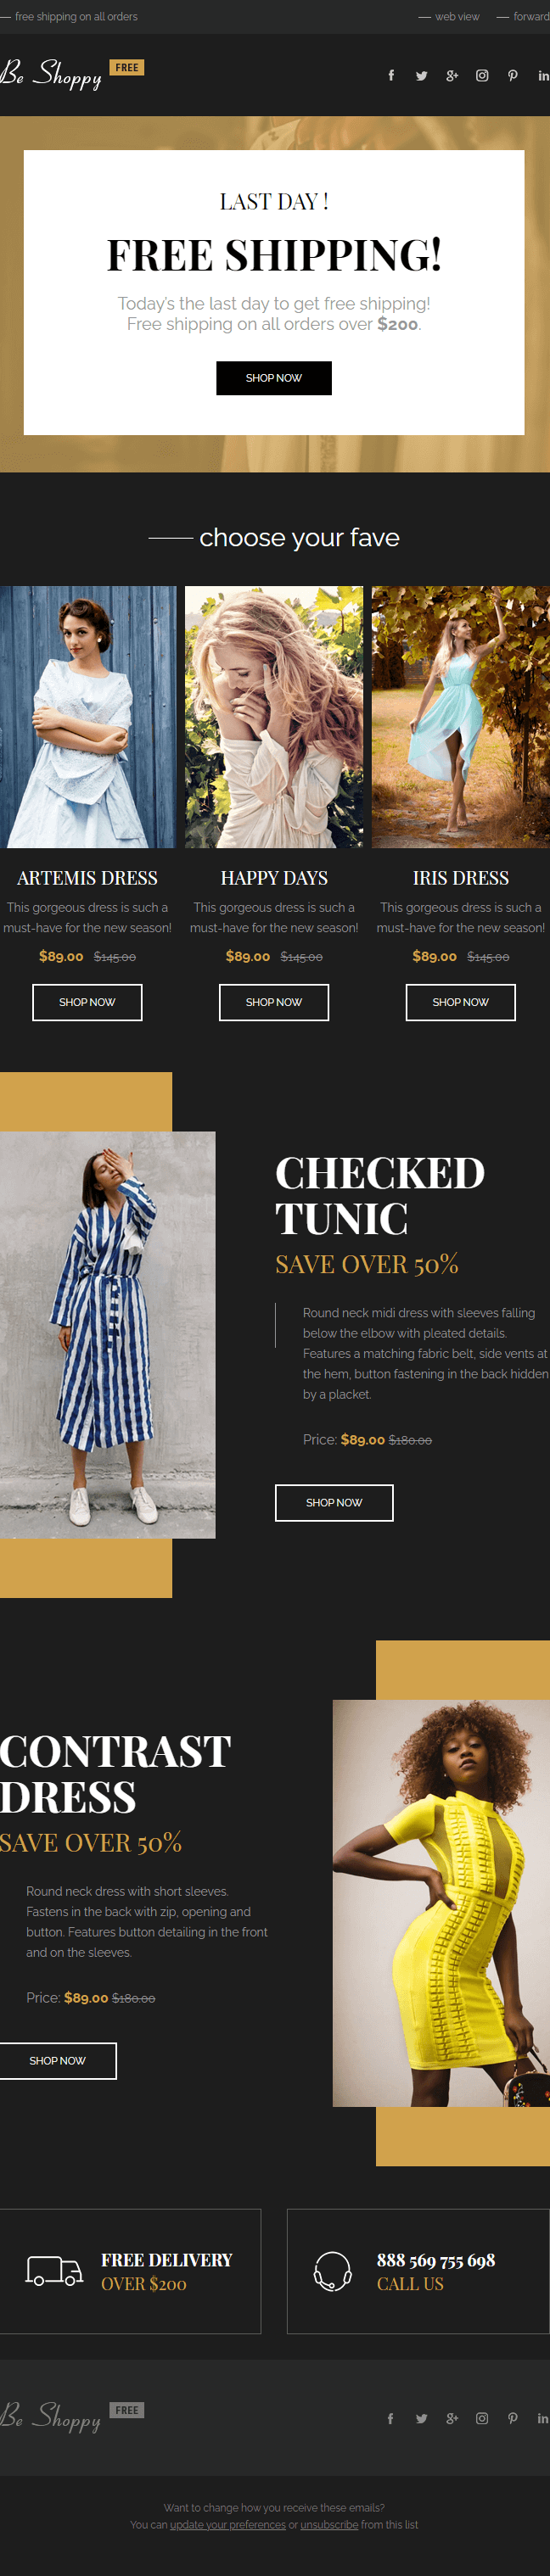 free shipping on all orders
web view
forward
Be Shoppy FREE
LAST DAY !
FREE SHIPPING!
Today's the last day to get free shipping!
Free shipping on all orders over $200.
SHOP NOW
choose your fave
ARTEMIS DRESS
This gorgeous dress is such a
must-have for the new season!
$89.00 $145.00
SHOP NOW
HAPPY DAYS
This gorgeous dress is such a
must-have for the new season!
$89.00 $145.00
SHOP NOW
IRIS DRESS
This gorgeous dress is such a
must-have for the new season!
$89.00 $145.00
SHOP NOW
CHECKED
TUNIC
SAVE OVER 50%
Round neck midi dress with sleeves falling
below the elbow with pleated details.
Features a matching fabric belt, side vents at
the hem, button fastening in the back hidden
by a placket.
Price: $89.00 $180.00
SHOP NOW
CONTRAST
DRESS
SAVE OVER 50%
Round neck dress with short sleeves.
Fastens in the back with zip, opening and
button. Features button detailing in the front
and on the sleeves.
Price: $89.00 $180.00
SHOP NOW
FREE DELIVERY
OVER $200
888 569 755 698
CALL US
Be Shoppy FREE
Want to change how you receive these emails?
You can update your preferences or unsubscribe from this list